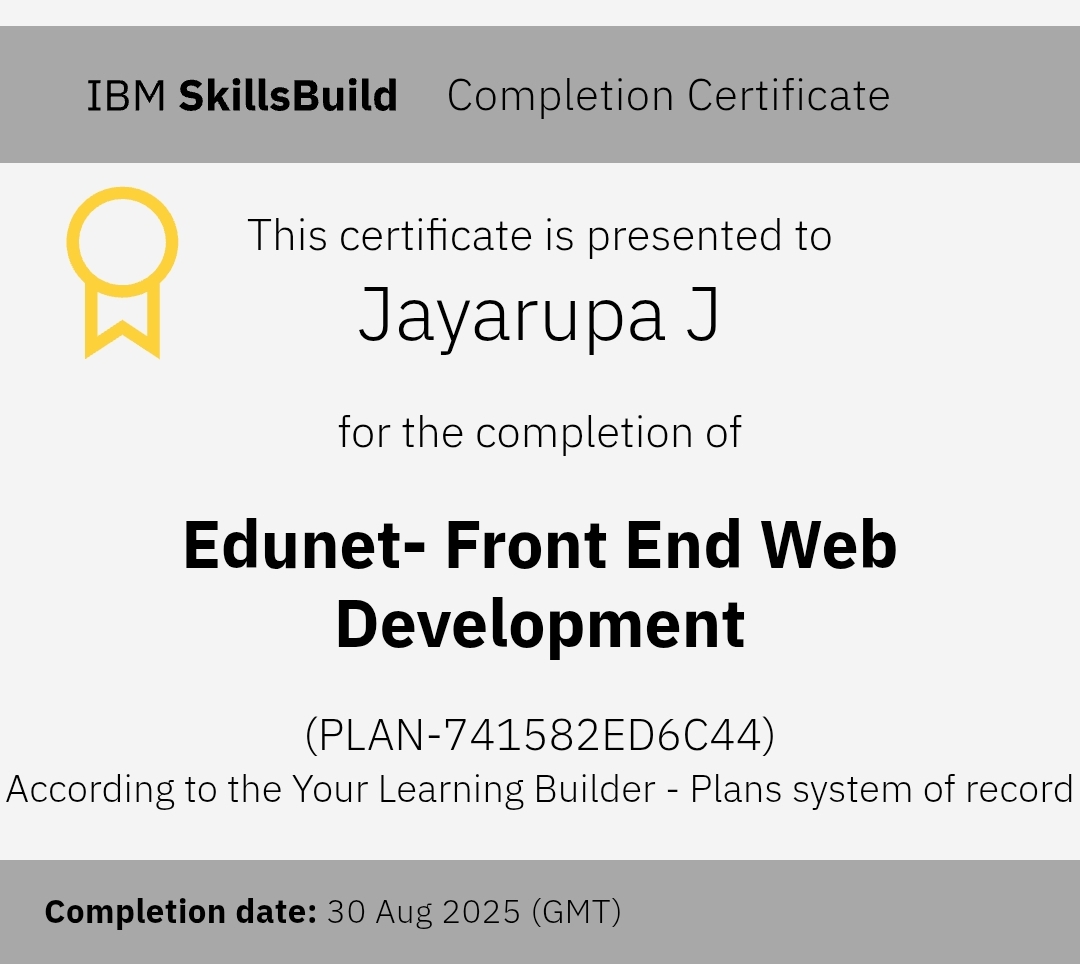 IBM SkillsBuild Completion Certificate
This certificate is presented to
Jayarupa J
for the completion of
Edunet- Front End Web
Development
(PLAN-741582ED6C44)
According to the Your Learning Builder - Plans system of record
Completion date: 30 Aug 2025 (GMT)